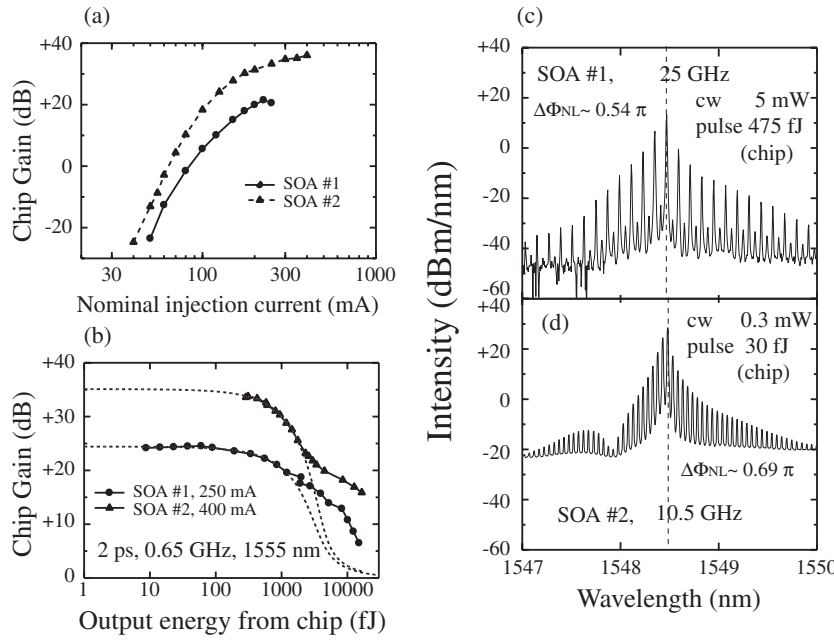 (a)
+40
+20
0
-20
Chip Gain (dB)
SOA #1
SOA #2
30
100
300
1000
Nominal injection current (mA)
(b)
+40
+30
+20
+10
0
Chip Gain (dB)
SOA #1, 250 mA
SOA #2, 400 mA
2 ps, 0.65 GHz, 1555 nm
1
10
100
1000
10000
Output energy from chip (fJ)
(c)
+40
+20
0
-20
-40
-60
SOA #1, 25 GHz
ΔΦNL~ 0.54 π
cw 5 mW
pulse 475 fJ
(chip)
Intensity (dBm/nm)
(d)
+20
0
-20
-40
-60
cw 0.3 mW
pulse 30 fJ
(chip)
ΔΦNL~ 0.69 π
SOA #2, 10.5 GHz
1547
1548
1549
1550
Wavelength (nm)